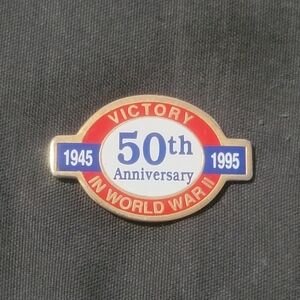 VICTORY
1945
50th
1995
Anniversary
IN WORLD WAR II